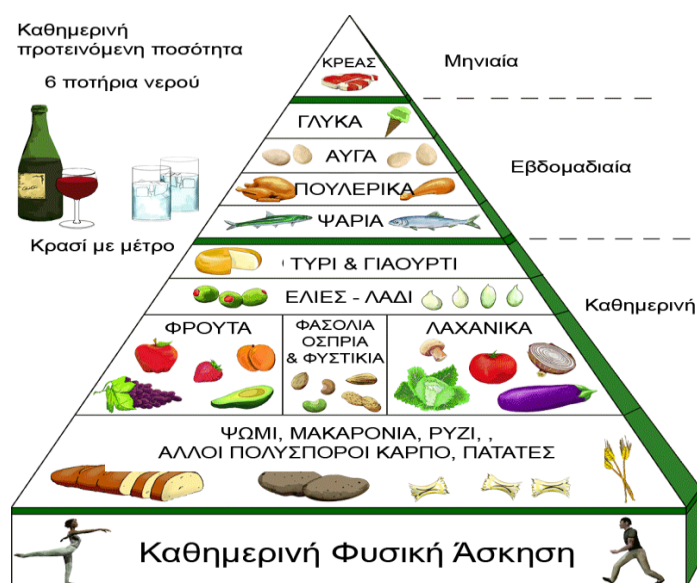 Καθημερινή
προτεινόμενη ποσότητα
6 ποτήρια νερού
Κρασί με μέτρο
ΚΡΕΑΣ
Μηνιαία
ΓΛΥΚΑ
ΑΥΓΑ
Εβδομαδιαία
ΠΟΥΛΕΡΙΚΑ
ΨΑΡΙΑ
ΤΥΡΙ & ΓΙΑΟΥΡΤΙ
ΕΛΙΕΣ - ΛΑΔΙ
Καθημερινή
ΦΡΟΥΤΑ
ΦΑΣΟΛΙΑ
ΟΣΠΡΙΑ
& ΦΥΣΤΙΚΙΑ
ΛΑΧΑΝΙΚΑ
ΨΩΜΙ, ΜΑΚΑΡΟΝΙΑ, ΡΥΖΙ, ,
ΑΛΛΟΙ ΠΟΛΥΣΠΟΡΟΙ ΚΑΡΠΟ, ΠΑΤΑΤΕΣ
Καθημερινή Φυσική Άσκηση